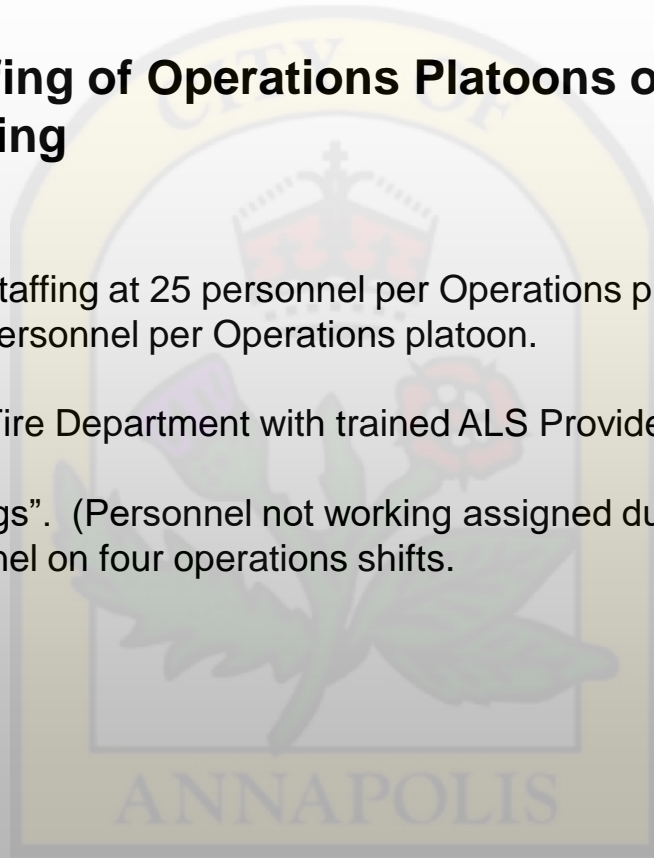 CITY OF
fing of Operations Platoons o
ing
taffing at 25 personnel per Operations p
ersonnel per Operations platoon.
Fire Department with trained ALS Provide
gs”. (Personnel not working assigned du
nel on four operations shifts.
ANNAPOLIS